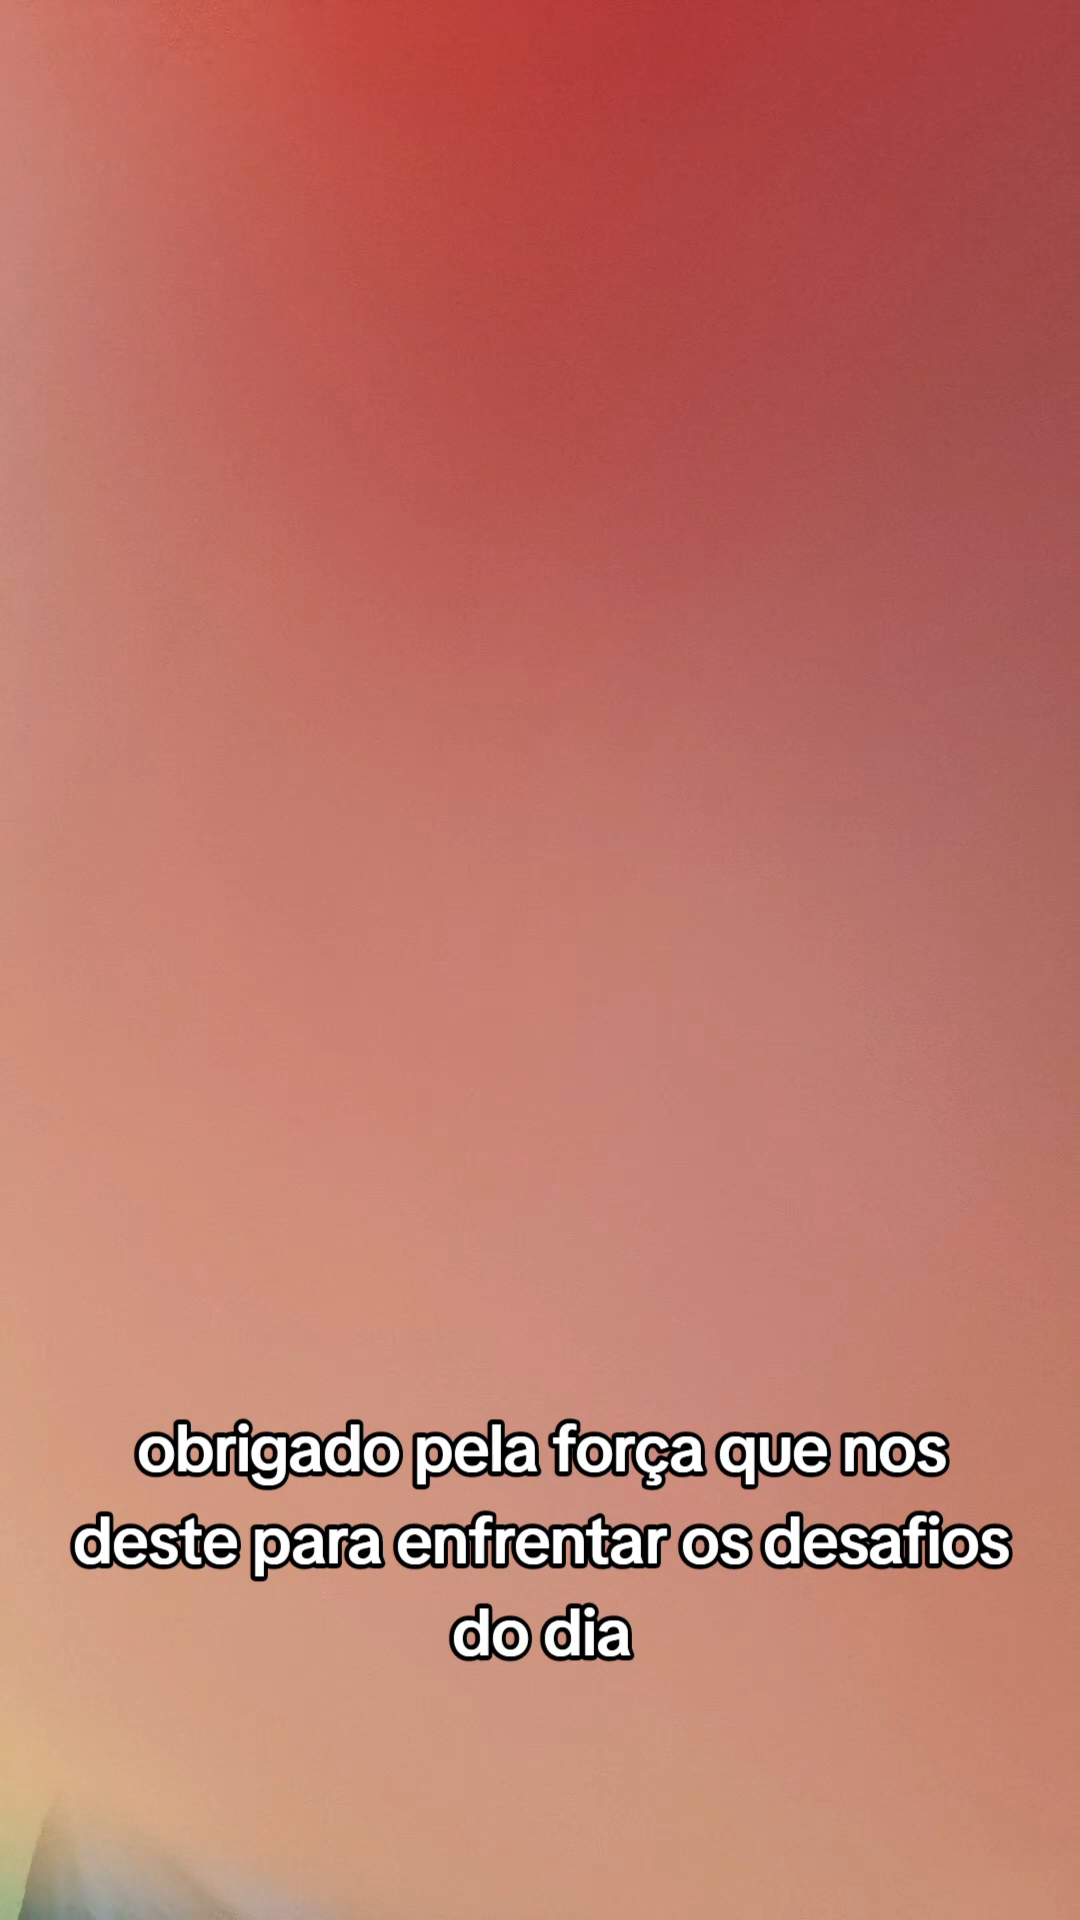 obrigado pela força que nos
deste para enfrentar os desafios
do dia